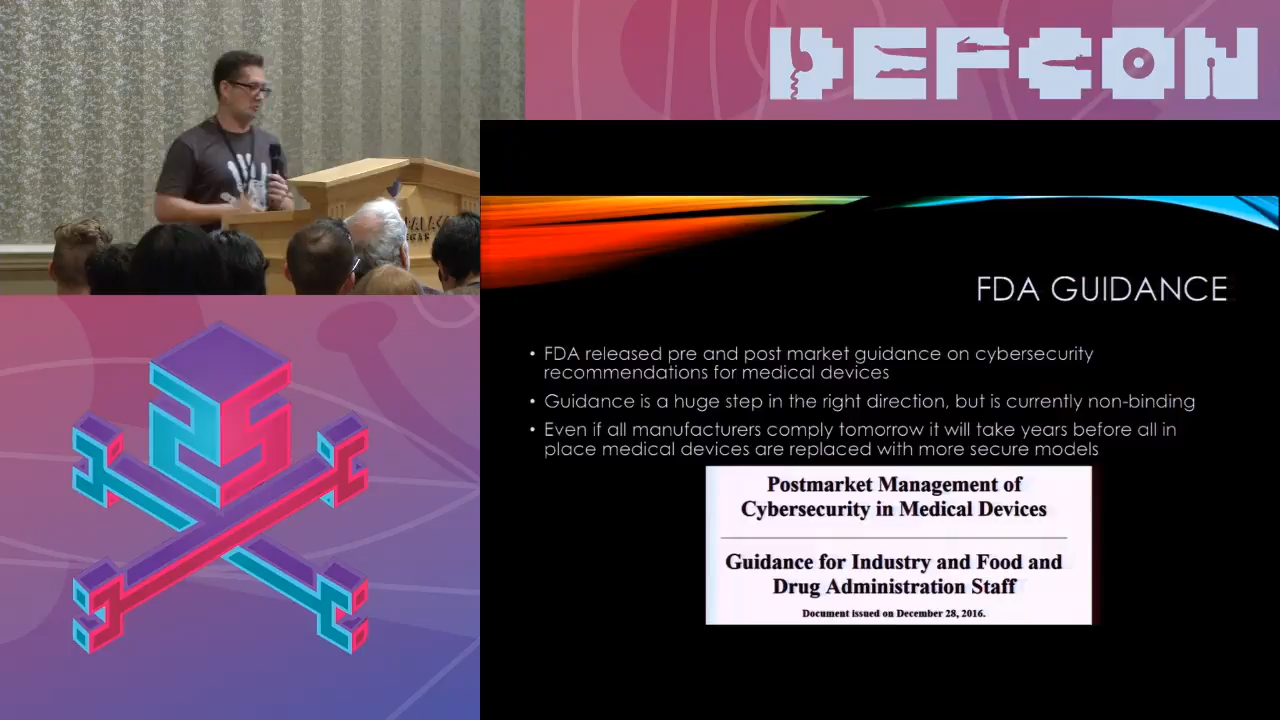 DEFCON
FDA GUIDANCE
• FDA released pre and post market guidance on cybersecurity
recommendations for medical devices
• Guidance is a huge step in the right direction, but is currently non-binding
• Even if all manufacturers comply tomorrow it will take years before all in
place medical devices are replaced with more secure models
Postmarket Management of
Cybersecurity in Medical Devices
Guidance for Industry and Food and
Drug Administration Staff
Document issued on December 28, 2016.
25